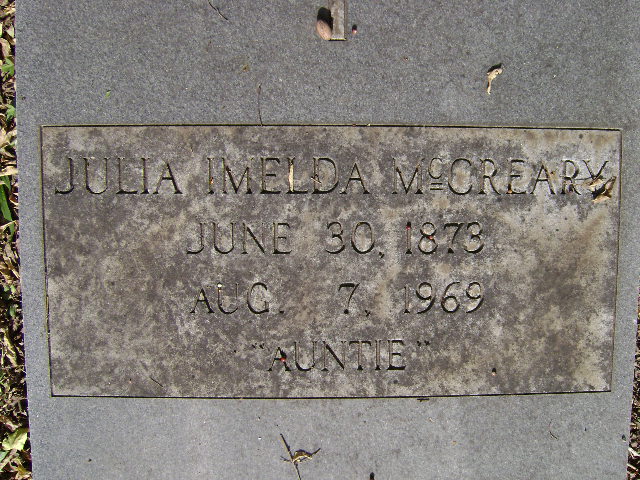 JULIA IMELDA McCREARY
JUNE 30, 1873
AUG. 7, 1969
"AUNTIE"